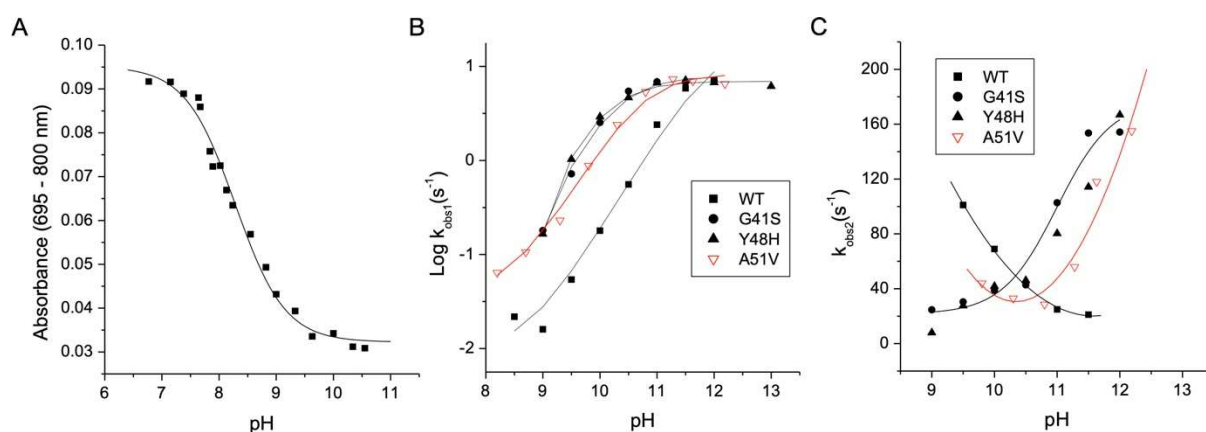 A
Absorbance (695 - 800 nm)
0.10
0.09
0.08
0.07
0.06
0.05
0.04
0.03
6 7 8 9 10 11
pH
B
Log k_obs1(s⁻¹)
1
0
-1
-2
WT
G41S
Y48H
A51V
8 9 10 11 12 13
pH
C
k_obs2(s⁻¹)
200
160
120
80
40
0
WT
G41S
Y48H
A51V
9 10 11 12 13
pH